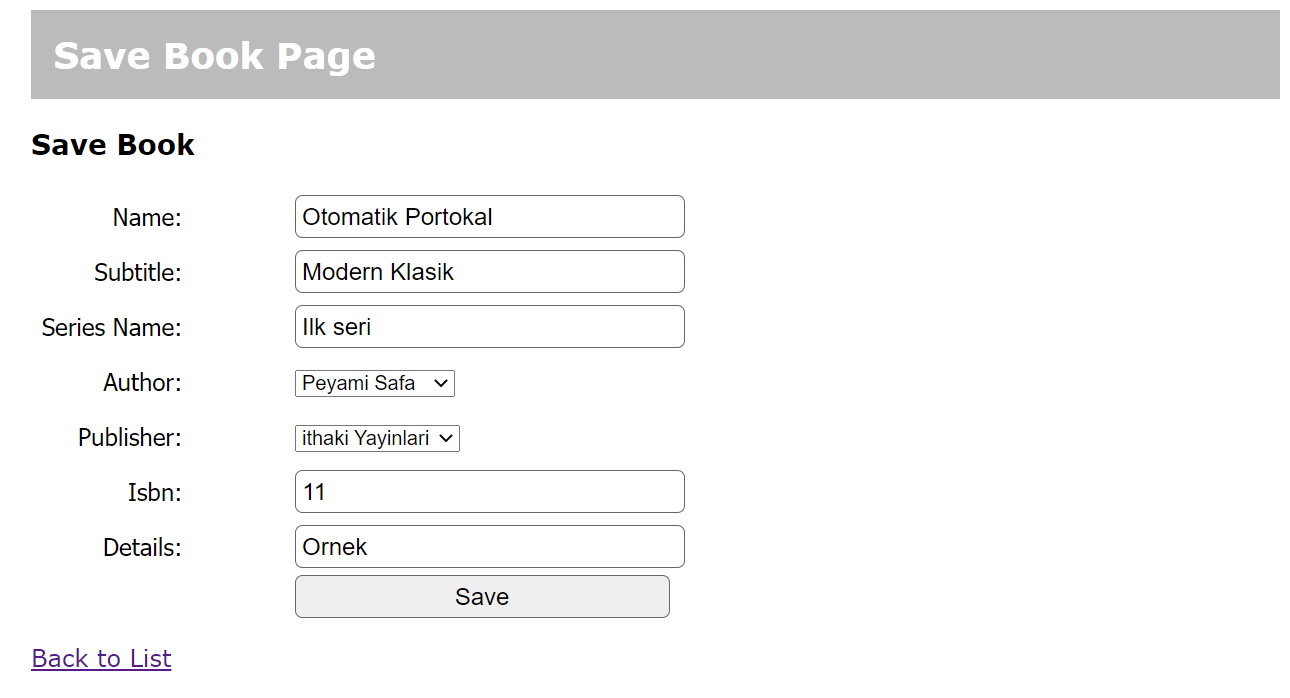 Save Book Page
Save Book
Name: Otomatik Portokal
Subtitle: Modern Klasik
Series Name: Ilk seri
Author: Peyami Safa
Publisher: ithaki Yayinlari
Isbn: 11
Details: Ornek
Save
Back to List